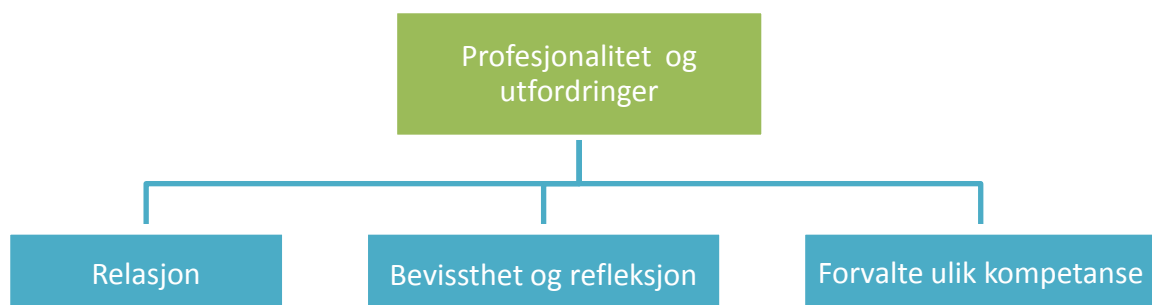 Profesjonalitet og
utfordringer
Relasjon
Bevissthet og refleksjon
Forvalte ulik kompetanse